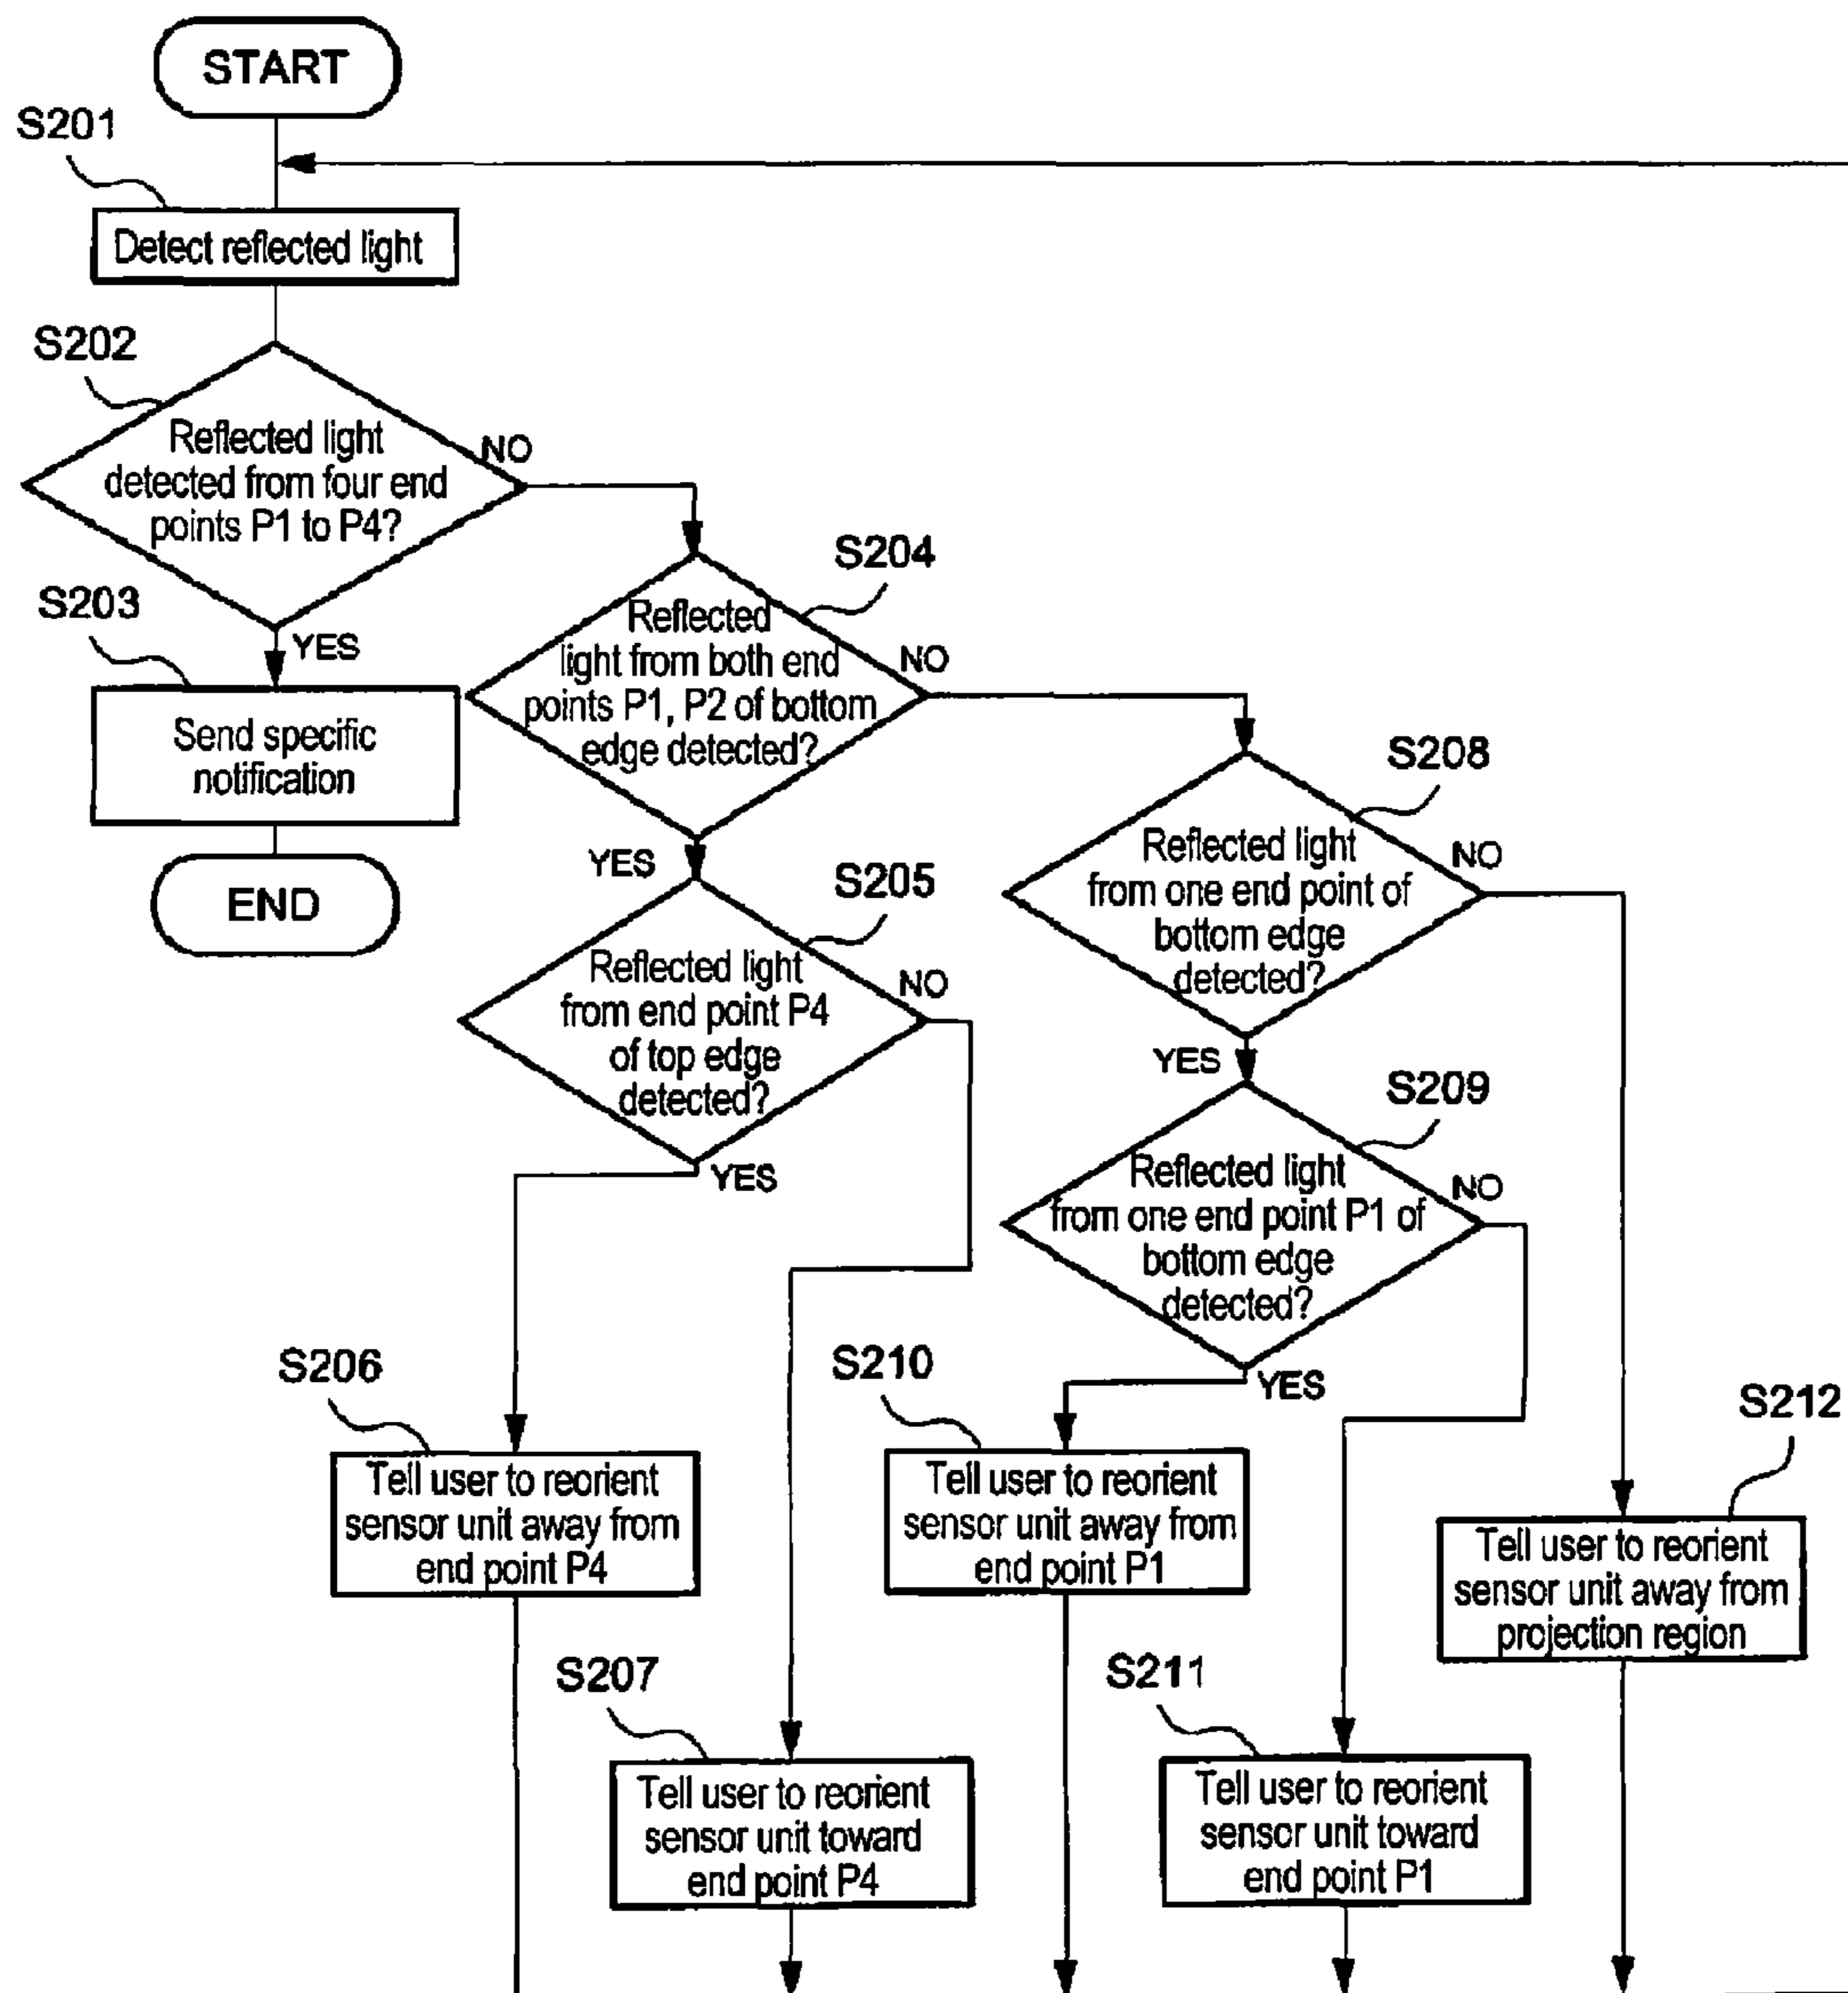 START
S201
Detect reflected light
S202
Reflected light
detected from four end
points P1 to P4?
NO
S203
YES
Send specific
notification
END
S204
Reflected
light from both end
points P1, P2 of bottom
edge detected?
NO
YES
S205
Reflected light
from end point P4
of top edge
detected?
NO
YES
S208
Reflected light
from one end point of
bottom edge
detected?
NO
YES
S209
Reflected light
from one end point P1 of
bottom edge
detected?
NO
YES
S206
Tell user to reorient
sensor unit away from
end point P4
S207
Tell user to reorient
sensor unit toward
end point P4
S210
Tell user to reorient
sensor unit away from
end point P1
S211
Tell user to reorient
sensor unit toward
end point P1
S212
Tell user to reorient
sensor unit away from
projection region